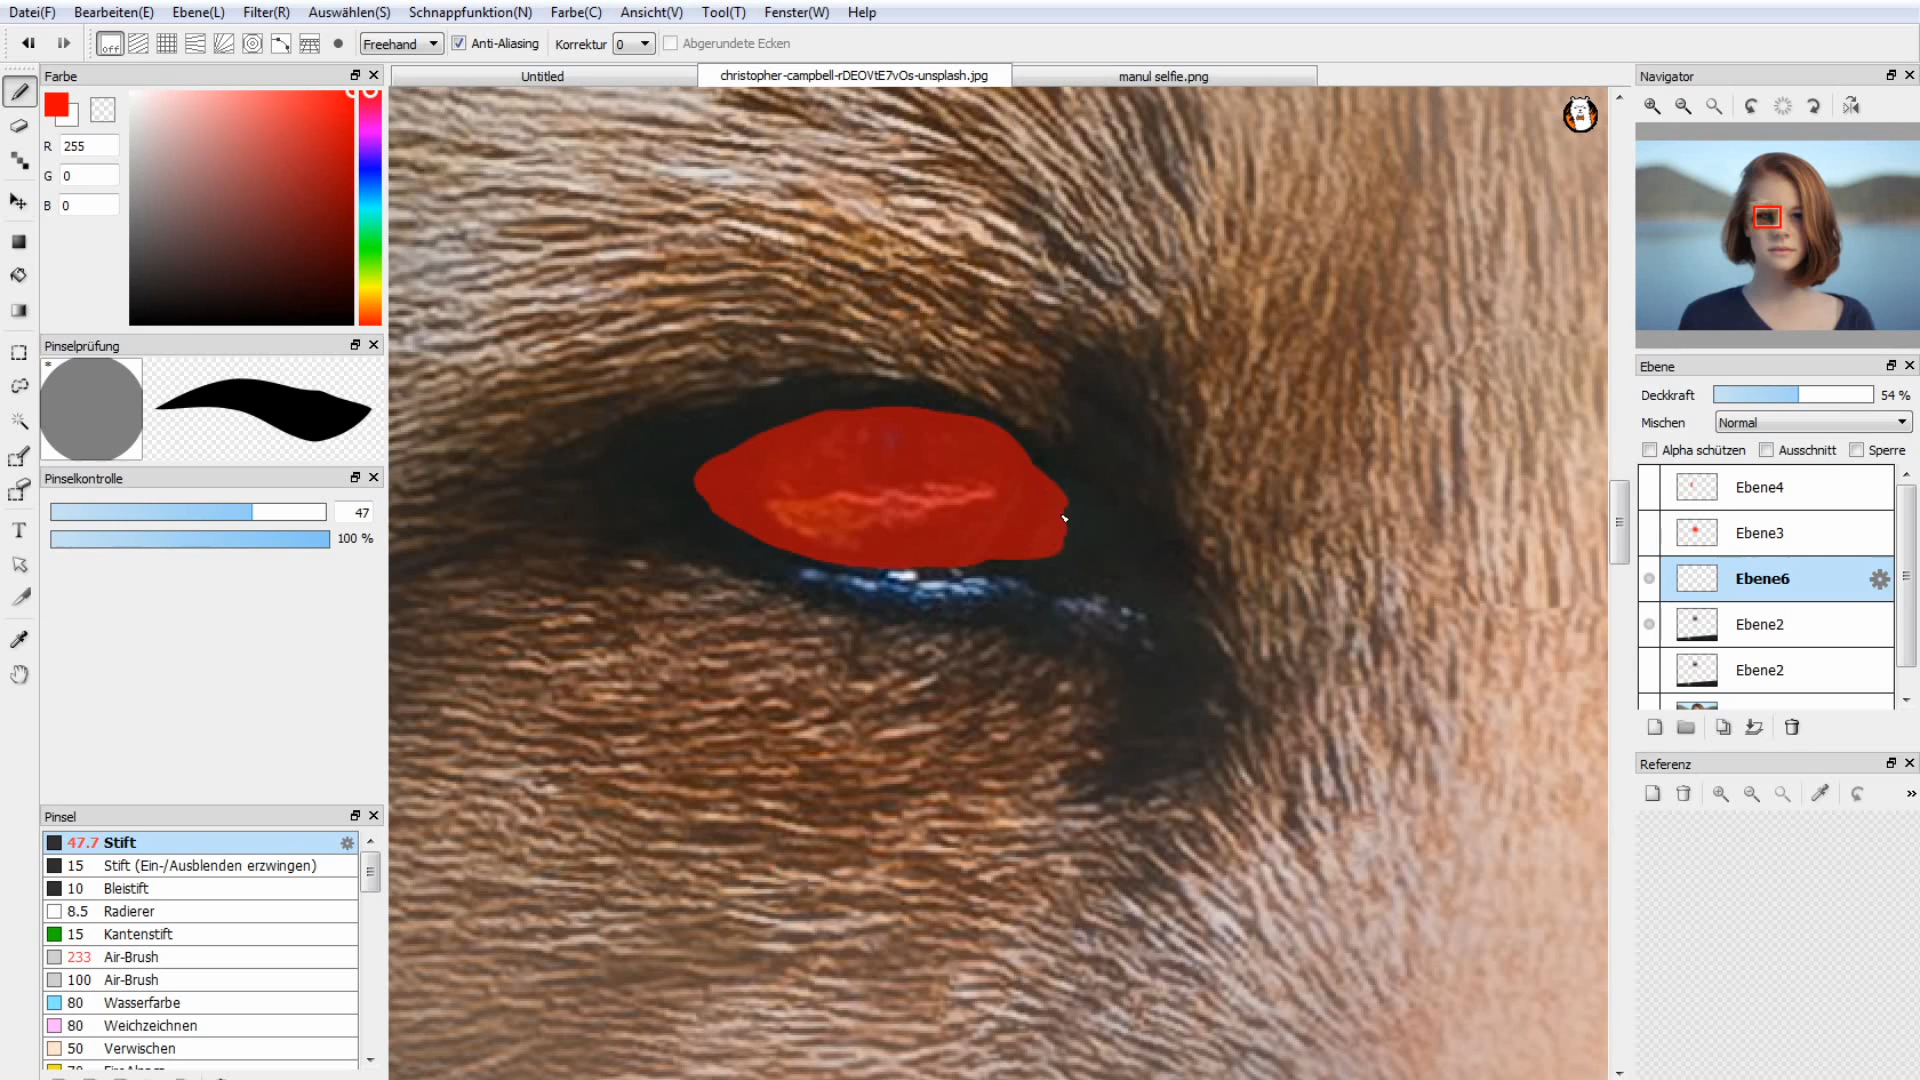 Datei(F) Bearbeiten(E) Ebene(L) Filter(R) Auswählen(S) Schnappfunktion(N) Farbe(C) Ansicht(V) Tool(T) Fenster(W) Help
off Freehand Anti-Aliasing Korrektur 0 Abgerundete Ecken
Farbe
R 255
G 0
B 0
Pinselprüfung
*
Pinselkontrolle
47
100 %
Pinsel
47.7 Stift
15 Stift (Ein-/Ausblenden erzwingen)
10 Bleistift
8.5 Radierer
15 Kantenstift
233 Air-Brush
100 Air-Brush
80 Wasserfarbe
80 Weichzeichnen
50 Verwischen
Untitled christopher-campbell-rDEOVtE7vOs-unsplash.jpg manul selfie.png
Navigator
Ebene
Deckkraft 54 %
Mischen Normal
Alpha schützen Ausschnitt Sperre
Ebene4
Ebene3
Ebene6
Ebene2
Ebene2
Referenz
T